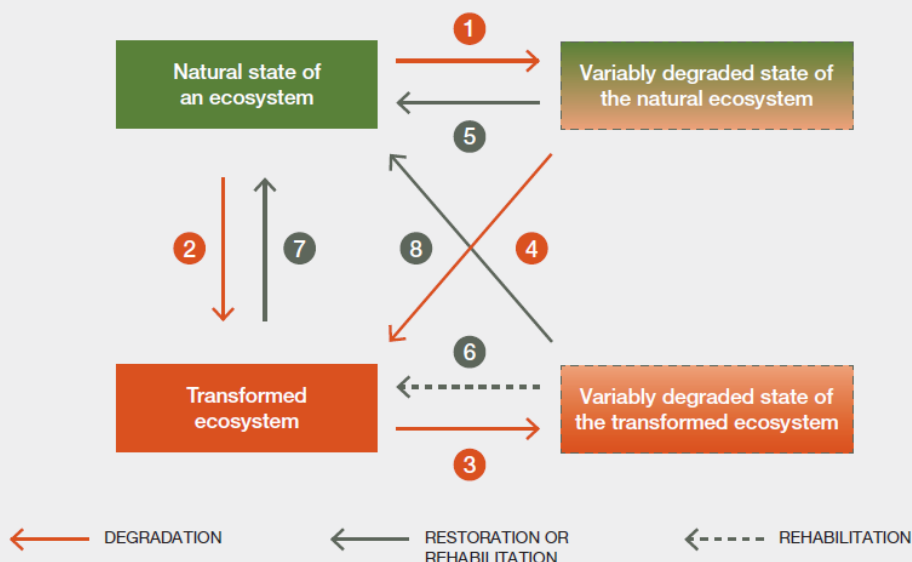 1
Natural state of
an ecosystem
Variably degraded state of
the natural ecosystem
5
2
7
8
4
6
Transformed
ecosystem
Variably degraded state of
the transformed ecosystem
3
DEGRADATION
RESTORATION OR
REHABILITATION
REHABILITATION